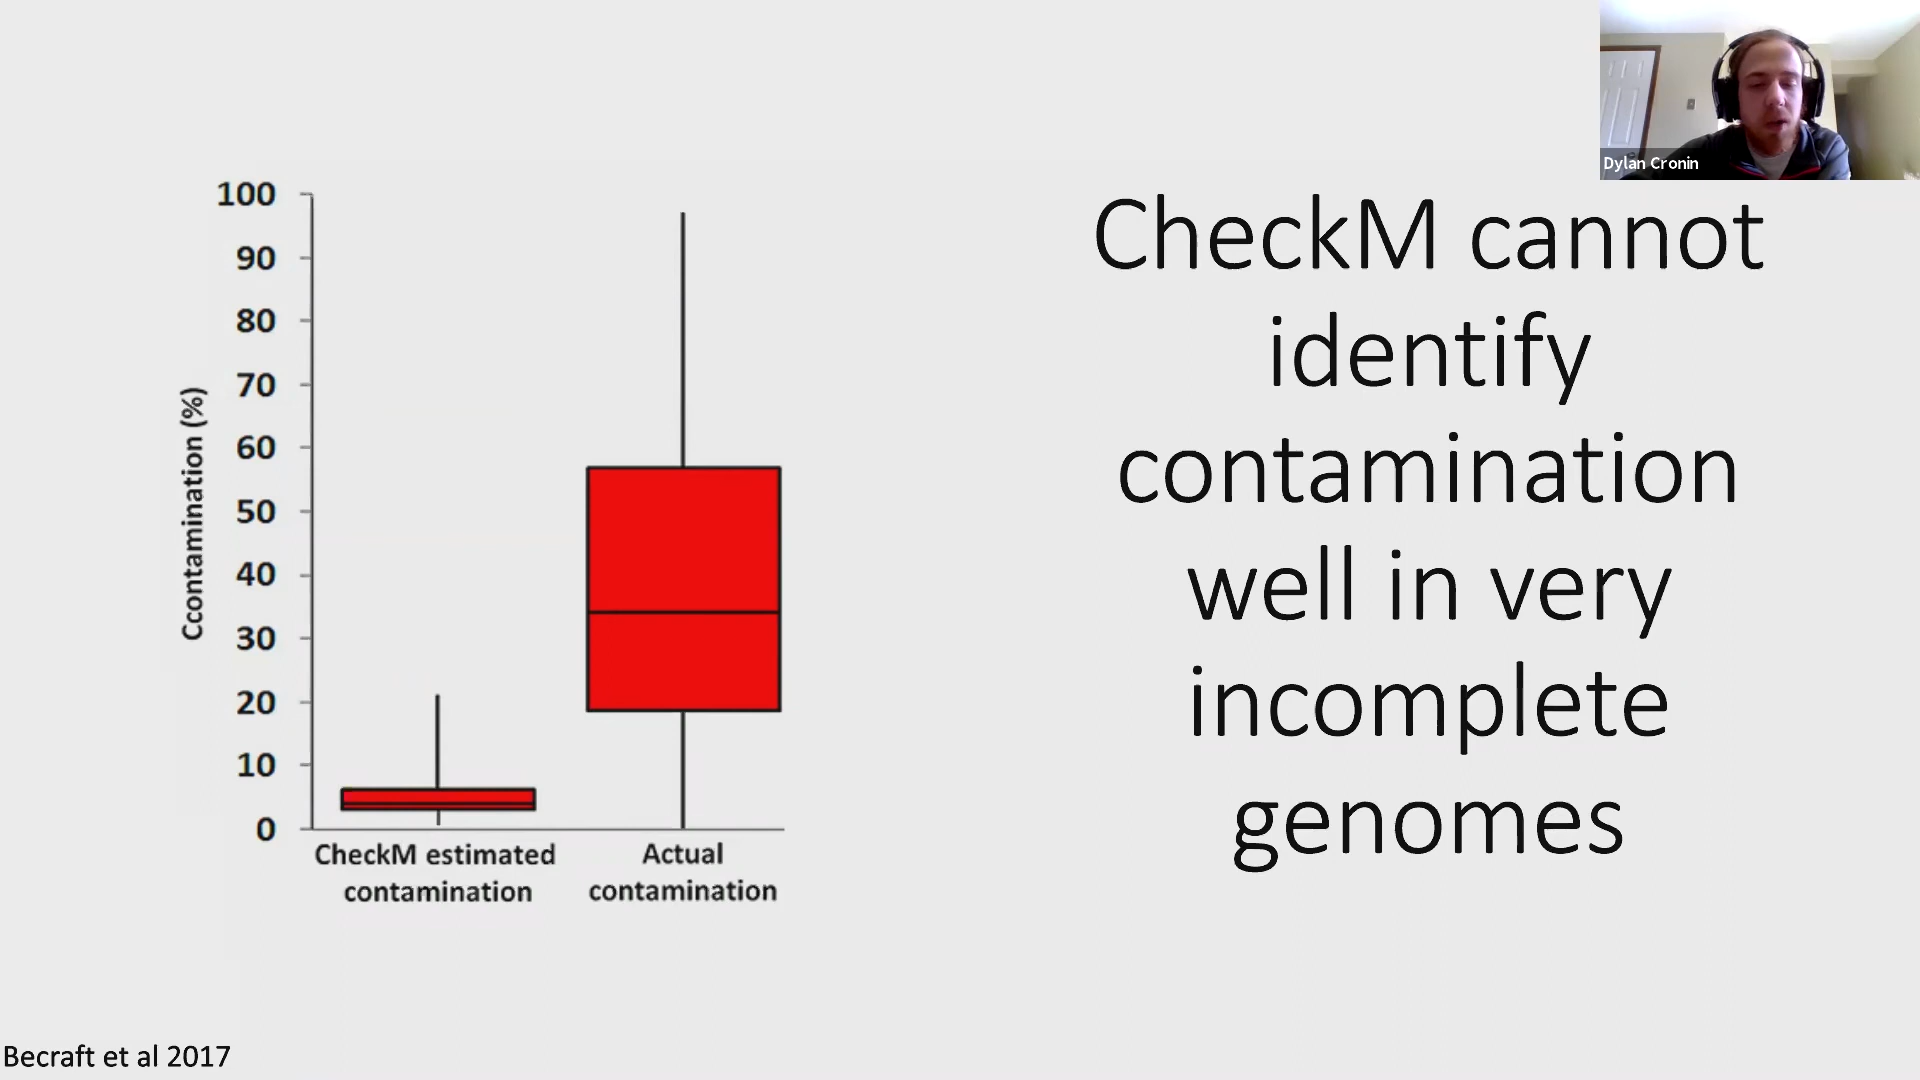 Dylan Cronin
CheckM cannot
identify
contamination
well in very
incomplete
genomes
Ccontamination (%)
100
90
80
70
60
50
40
30
20
10
0
CheckM estimated
contamination
Actual
contamination
Becraft et al 2017